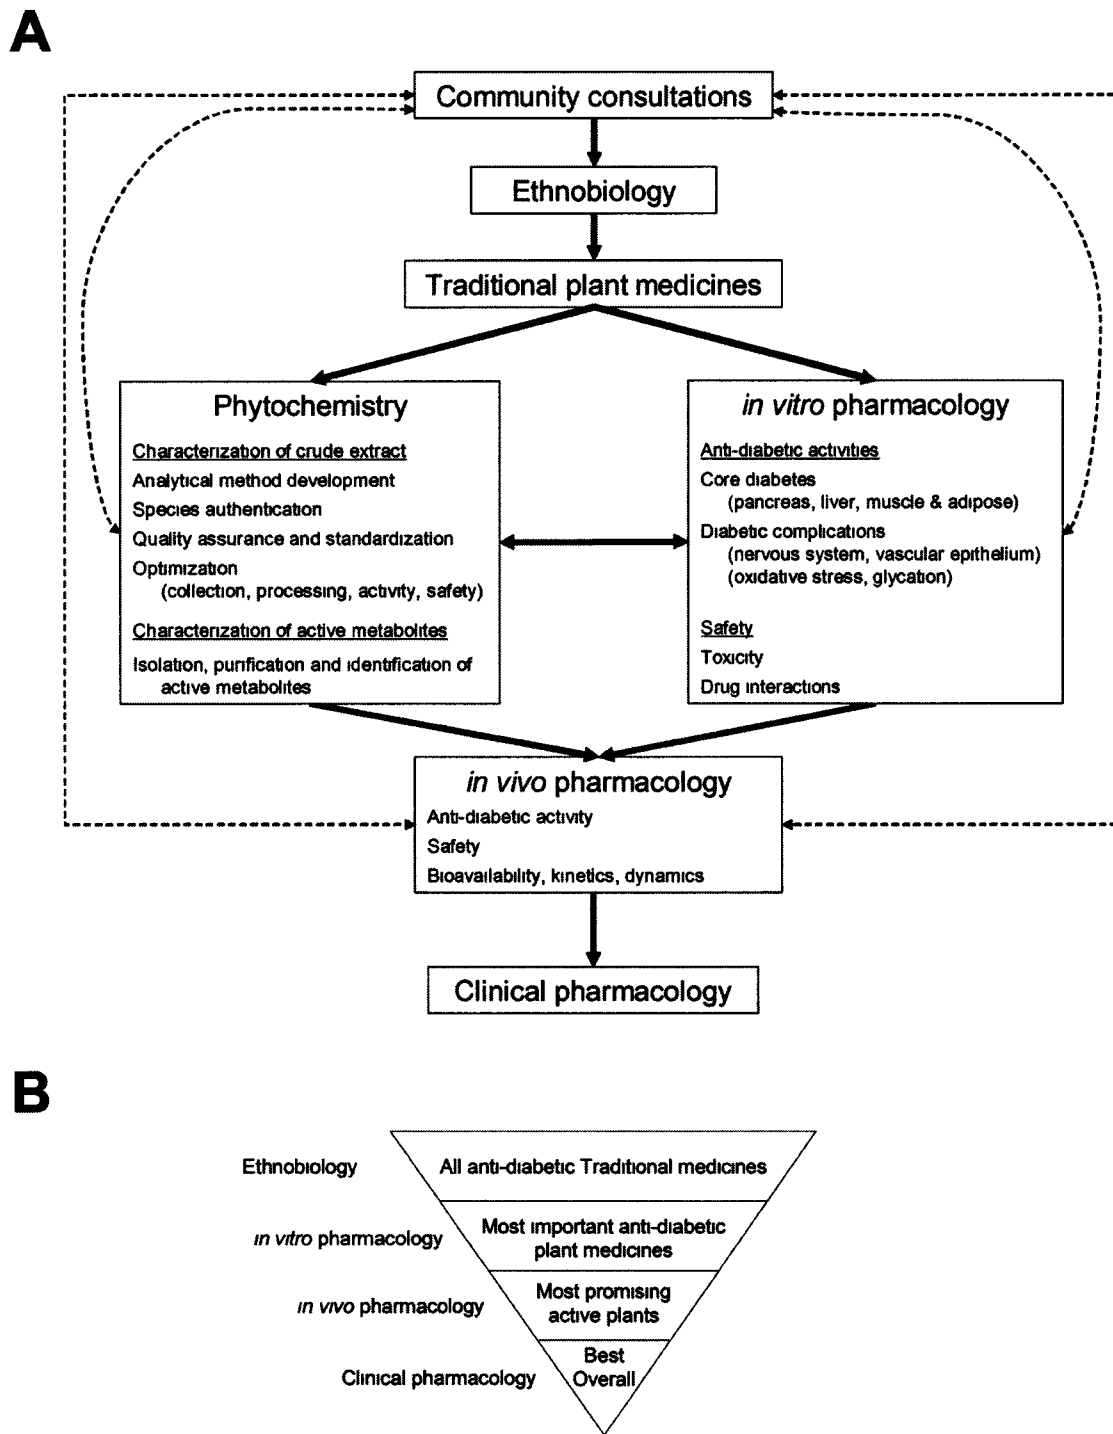 A
Community consultations
Ethnobiology
Traditional plant medicines
Phytochemistry
Characterization of crude extract
Analytical method development
Species authentication
Quality assurance and standardization
Optimization
(collection, processing, activity, safety)
Characterization of active metabolites
Isolation, purification and identification of
active metabolites
in vitro pharmacology
Anti-diabetic activities
Core diabetes
(pancreas, liver, muscle & adipose)
Diabetic complications
(nervous system, vascular epithelium)
(oxidative stress, glycation)
Safety
Toxicity
Drug interactions
in vivo pharmacology
Anti-diabetic activity
Safety
Bioavailability, kinetics, dynamics
Clinical pharmacology
B
Ethnobiology
All anti-diabetic Traditional medicines
in vitro pharmacology
Most important anti-diabetic
plant medicines
in vivo pharmacology
Most promising
active plants
Clinical pharmacology
Best
Overall